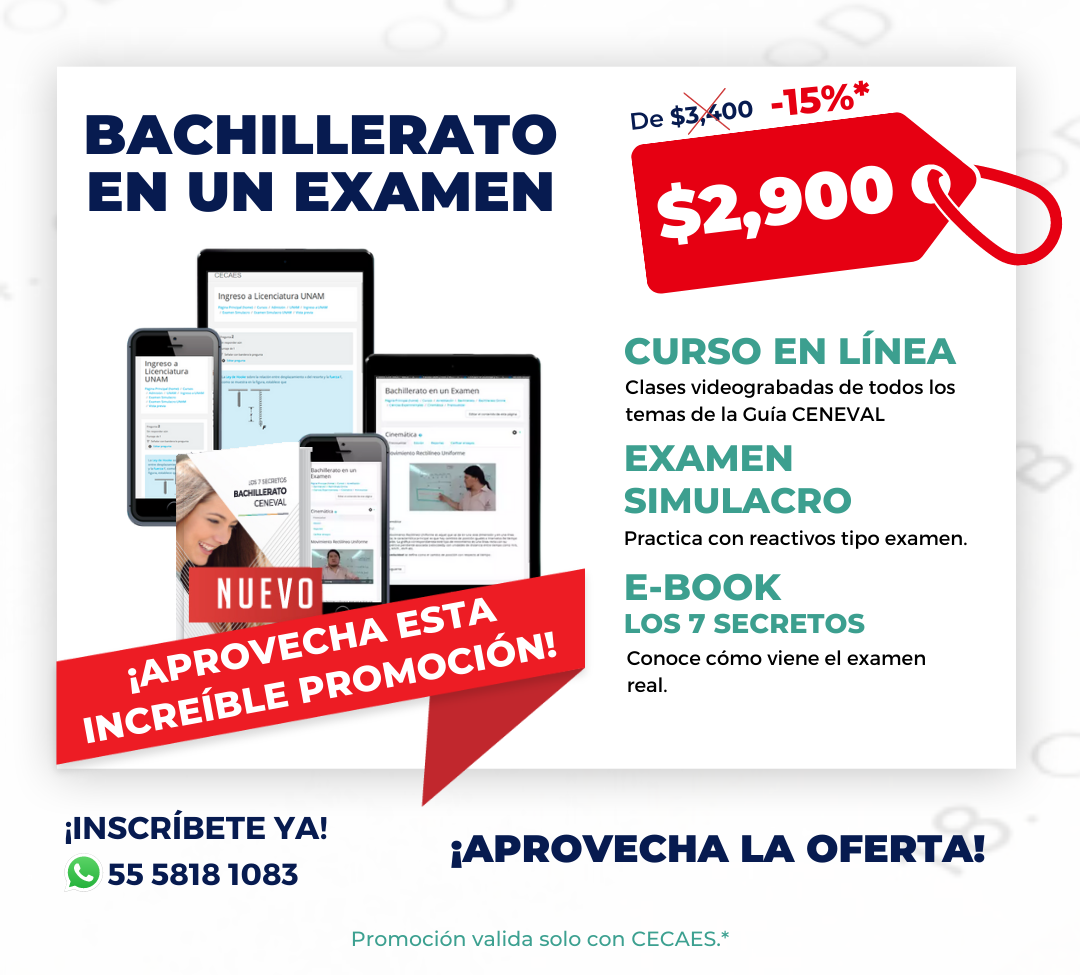 BACHILLERATO
EN UN EXAMEN
De $3,400 -15%*
$2,900
CECAES
Ingreso a Licenciatura UNAM
Ingreso a
Licenciatura
UNAM
Bachillerato en un Examen
Cinemática
Movimiento Rectilíneo Uniforme
Bachillerato en un
Examen
Cinemática
Movimiento Rectilíneo Uniforme
LOS 7 SECRETOS
BACHILLERATO
CENEVAL
NUEVO
¡APROVECHA ESTA
INCREÍBLE PROMOCIÓN!
CURSO EN LÍNEA
Clases videograbadas de todos los
temas de la Guía CENEVAL
EXAMEN
SIMULACRO
Practica con reactivos tipo examen.
E-BOOK
LOS 7 SECRETOS
Conoce cómo viene el examen
real.
¡INSCRÍBETE YA!
55 5818 1083
¡APROVECHA LA OFERTA!
Promoción valida solo con CECAES.*